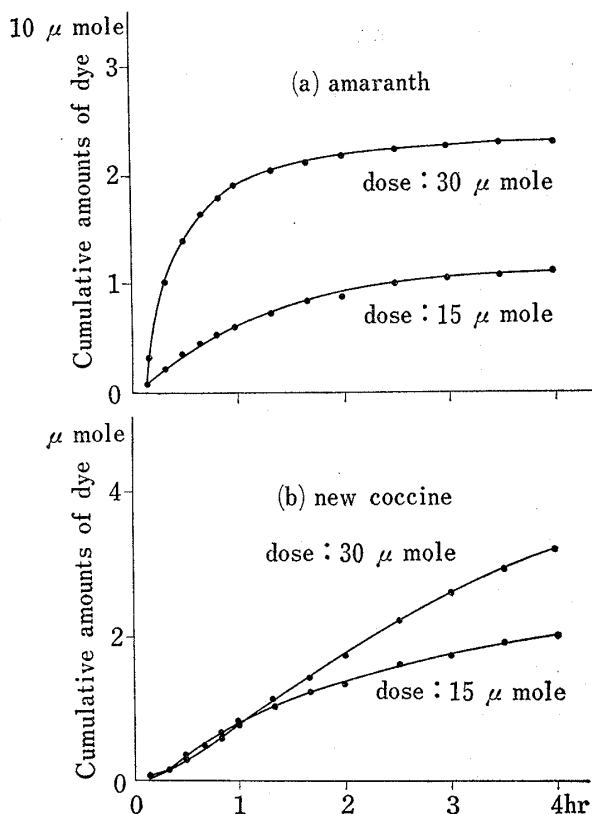 10 μ mole
3
(a) amaranth
2
dose : 30 μ mole
1
dose : 15 μ mole
0
Cumulative amounts of dye
μ mole
4
(b) new coccine
dose : 30 μ mole
2
dose : 15 μ mole
0
Cumulative amounts of dye
0 1 2 3 4hr